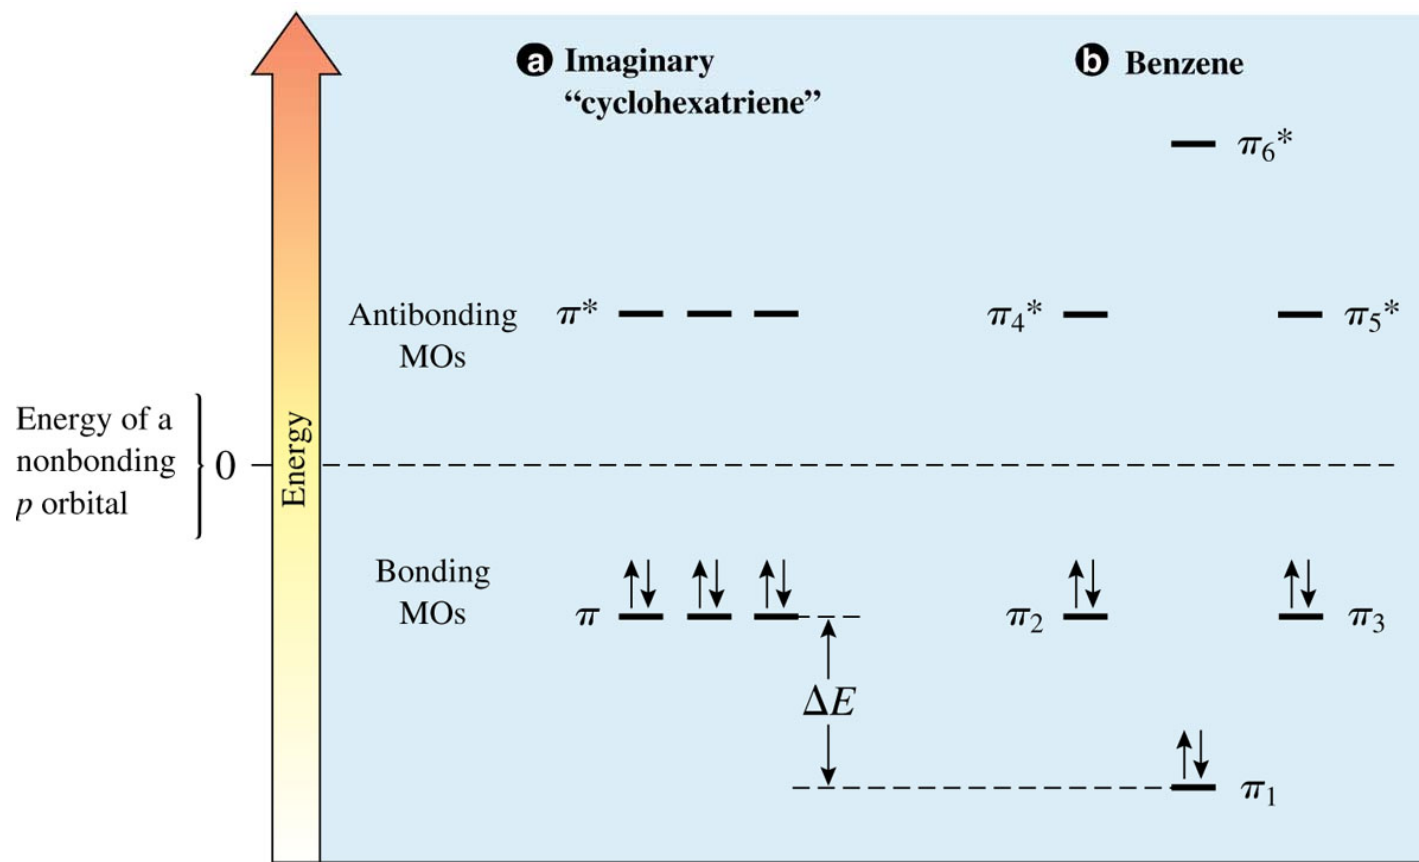 a Imaginary
“cyclohexatriene”
b Benzene
π₆*
Antibonding
MOs
π*
π₄*
π₅*
Energy of a
nonbonding
p orbital
0
Energy
Bonding
MOs
π
π₂
π₃
ΔE
π₁